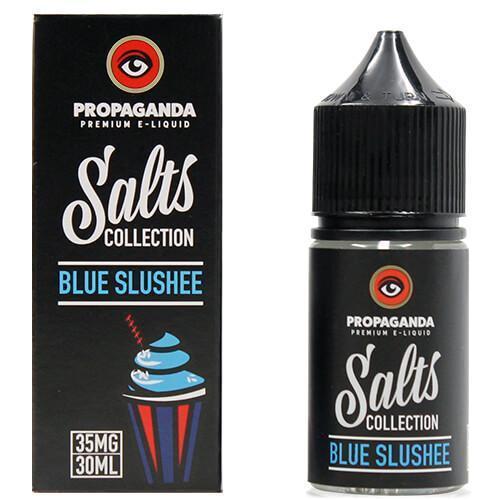 PROPAGANDA
PREMIUM E-LIQUID
Salts
COLLECTION
BLUE SLUSHEE
35MG
30ML
PROPAGANDA
PREMIUM E-LIQUID
Salts
COLLECTION
BLUE SLUSHEE